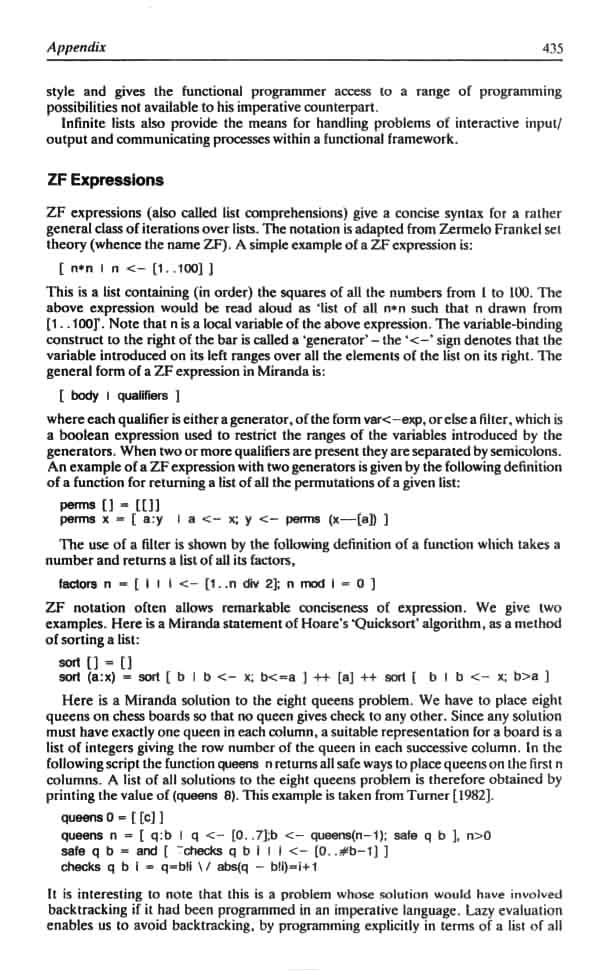 Appendix 435
style and gives the functional programmer access to a range of programming
possibilities not available to his imperative counterpart.
Infinite lists also provide the means for handling problems of interactive input/
output and communicating processes within a functional framework.
ZF Expressions
ZF expressions (also called list comprehensions) give a concise syntax for a rather
general class of iterations over lists. The notation is adapted from Zermelo Frankel set
theory (whence the name ZF). A simple example of a ZF expression is:
[ n*n | n <- [1..100] ]
This is a list containing (in order) the squares of all the numbers from 1 to 100. The
above expression would be read aloud as 'list of all n*n such that n drawn from
[1..100]'. Note that n is a local variable of the above expression. The variable-binding
construct to the right of the bar is called a 'generator' – the '<-' sign denotes that the
variable introduced on its left ranges over all the elements of the list on its right. The
general form of a ZF expression in Miranda is:
[ body | qualifiers ]
where each qualifier is either a generator, of the form var<-exp, or else a filter, which is
a boolean expression used to restrict the ranges of the variables introduced by the
generators. When two or more qualifiers are present they are separated by semicolons.
An example of a ZF expression with two generators is given by the following definition
of a function for returning a list of all the permutations of a given list:
perms [] = [[]]
perms x = [ a:y | a <- x; y <- perms (x--[a]) ]
The use of a filter is shown by the following definition of a function which takes a
number and returns a list of all its factors,
factors n = [ i | i <- [1..n div 2]; n mod i = 0 ]
ZF notation often allows remarkable conciseness of expression. We give two
examples. Here is a Miranda statement of Hoare's 'Quicksort' algorithm, as a method
of sorting a list:
sort [] = []
sort (a:x) = sort [ b | b <- x; b<=a ] ++ [a] ++ sort [ b | b <- x; b>a ]
Here is a Miranda solution to the eight queens problem. We have to place eight
queens on chess boards so that no queen gives check to any other. Since any solution
must have exactly one queen in each column, a suitable representation for a board is a
list of integers giving the row number of the queen in each successive column. In the
following script the function queens n returns all safe ways to place queens on the first n
columns. A list of all solutions to the eight queens problem is therefore obtained by
printing the value of (queens 8). This example is taken from Turner [1982].
queens 0 = [ [c] ]
queens n = [ q:b | q <- [0..7];b <- queens(n-1); safe q b ], n>0
safe q b = and [ ~checks q b i | i <- [0..#b-1] ]
checks q b i = q=b!i \/ abs(q - b!i)=i+1
It is interesting to note that this is a problem whose solution would have involved
backtracking if it had been programmed in an imperative language. Lazy evaluation
enables us to avoid backtracking, by programming explicitly in terms of a list of all